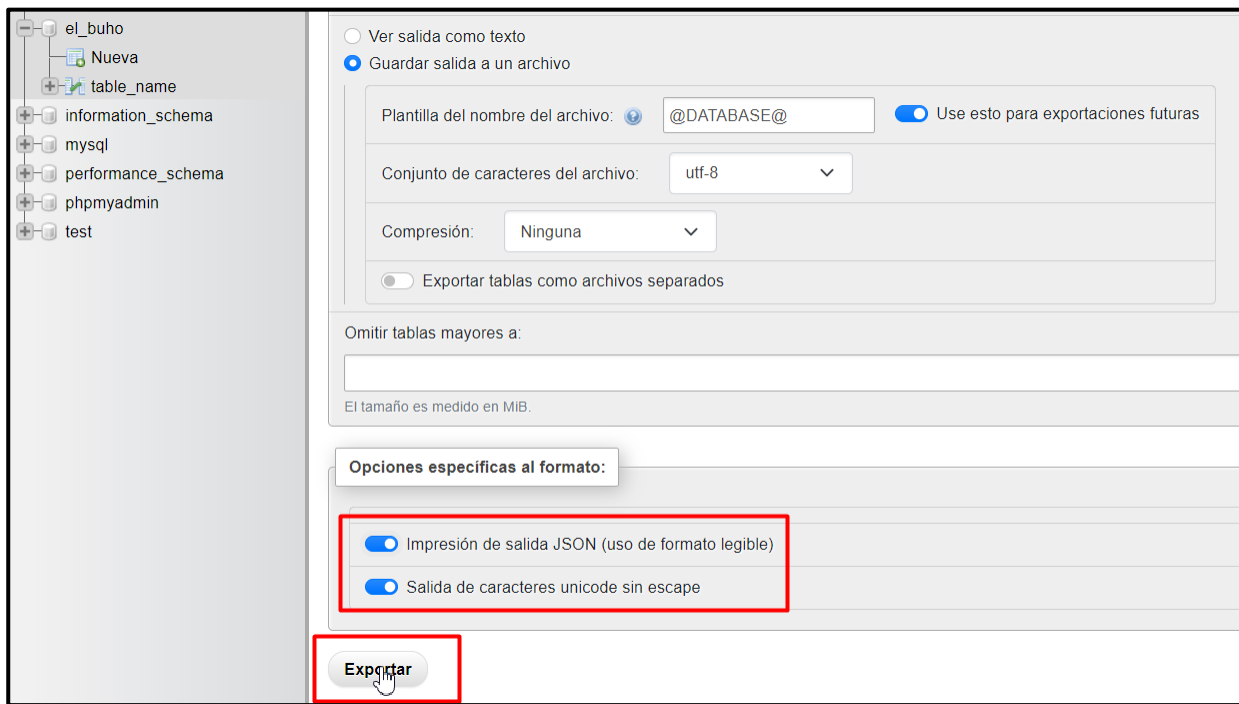 el_buho
Nueva
table_name
information_schema
mysql
performance_schema
phpmyadmin
test
Ver salida como texto
Guardar salida a un archivo
Plantilla del nombre del archivo: @DATABASE@ Use esto para exportaciones futuras
Conjunto de caracteres del archivo: utf-8
Compresión: Ninguna
Exportar tablas como archivos separados
Omitir tablas mayores a:
El tamaño es medido en MiB.
Opciones específicas al formato:
Impresión de salida JSON (uso de formato legible)
Salida de caracteres unicode sin escape
Exportar